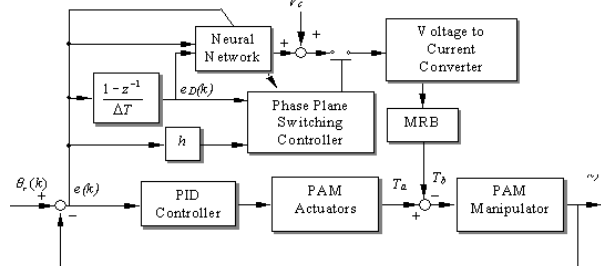 V_c
Neural
Network
+
+
Voltage to
Current
Converter
1-z⁻¹
ΔT
e_D(k)
Phase Plane
Switching
Controller
h
MRB
θ_r(k)
+
-
e(k)
PID
Controller
PAM
Actuators
T_a
+
T_b
-
PAM
Manipulator